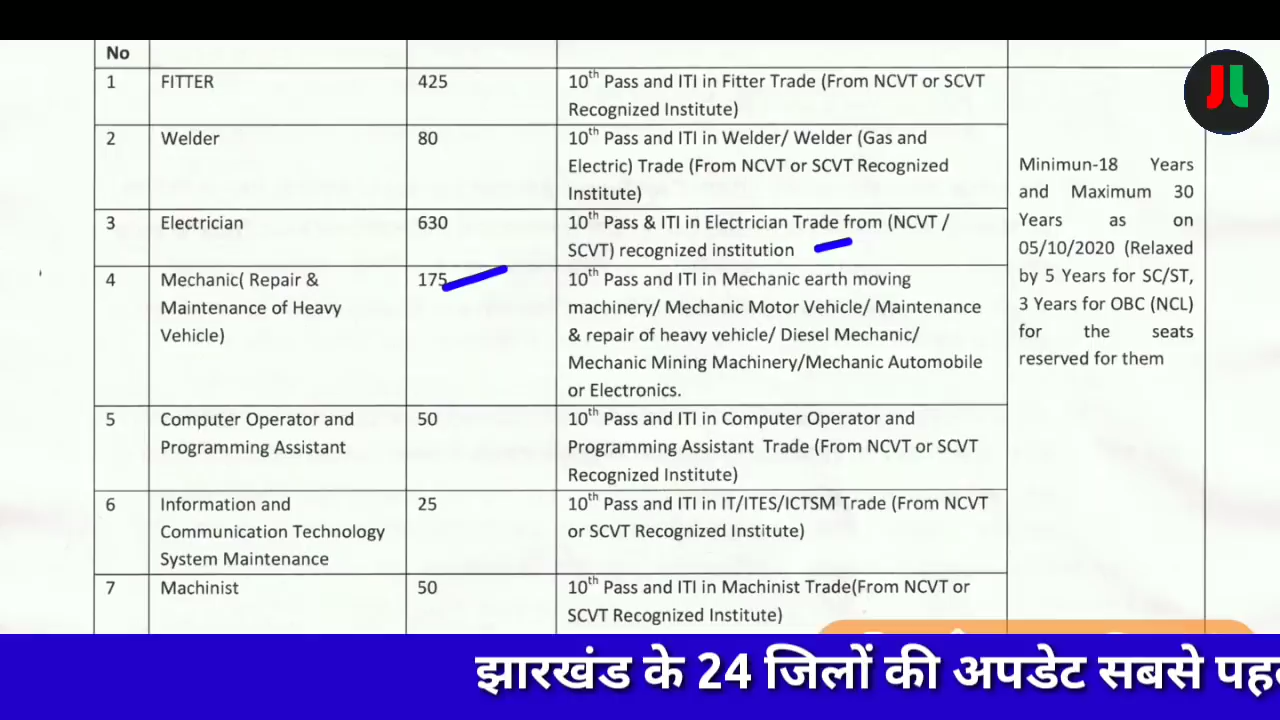 No
1 FITTER 425 10th Pass and ITI in Fitter Trade (From NCVT or SCVT
Recognized Institute)
2 Welder 80 10th Pass and ITI in Welder/ Welder (Gas and
Electric) Trade (From NCVT or SCVT Recognized
Institute)
3 Electrician 630 10th Pass & ITI in Electrician Trade from (NCVT /
SCVT) recognized institution
4 Mechanic( Repair & 175 10th Pass and ITI in Mechanic earth moving
Maintenance of Heavy machinery/ Mechanic Motor Vehicle/ Maintenance
Vehicle) & repair of heavy vehicle/ Diesel Mechanic/
Mechanic Mining Machinery/Mechanic Automobile
or Electronics.
5 Computer Operator and 50 10th Pass and ITI in Computer Operator and
Programming Assistant Programming Assistant Trade (From NCVT or SCVT
Recognized Institute)
6 Information and 25 10th Pass and ITI in IT/ITES/ICTSM Trade (From NCVT
Communication Technology or SCVT Recognized Institute)
System Maintenance
7 Machinist 50 10th Pass and ITI in Machinist Trade(From NCVT or
SCVT Recognized Institute)
Minimun-18 Years
and Maximum 30
Years as on
05/10/2020 (Relaxed
by 5 Years for SC/ST,
3 Years for OBC (NCL)
for the seats
reserved for them
JL
झारखंड के 24 जिलों की अपडेट सबसे